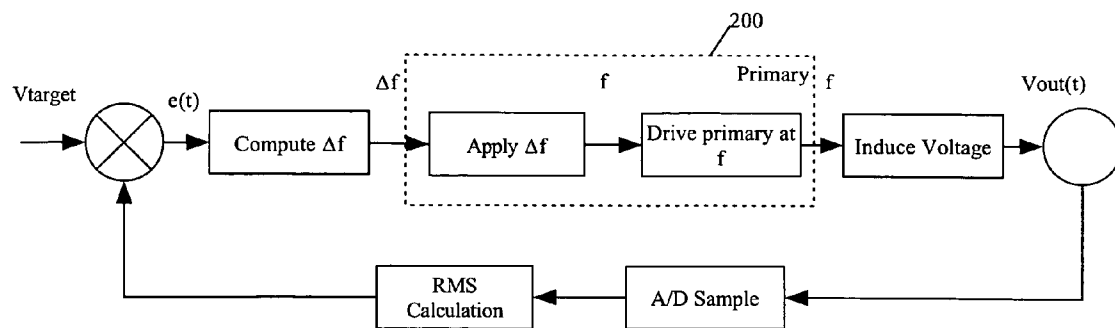 200
Vtarget
e(t)
Δf
f
Primary
f
Vout(t)
Compute Δf
Apply Δf
Drive primary at
f
Induce Voltage
RMS
Calculation
A/D Sample